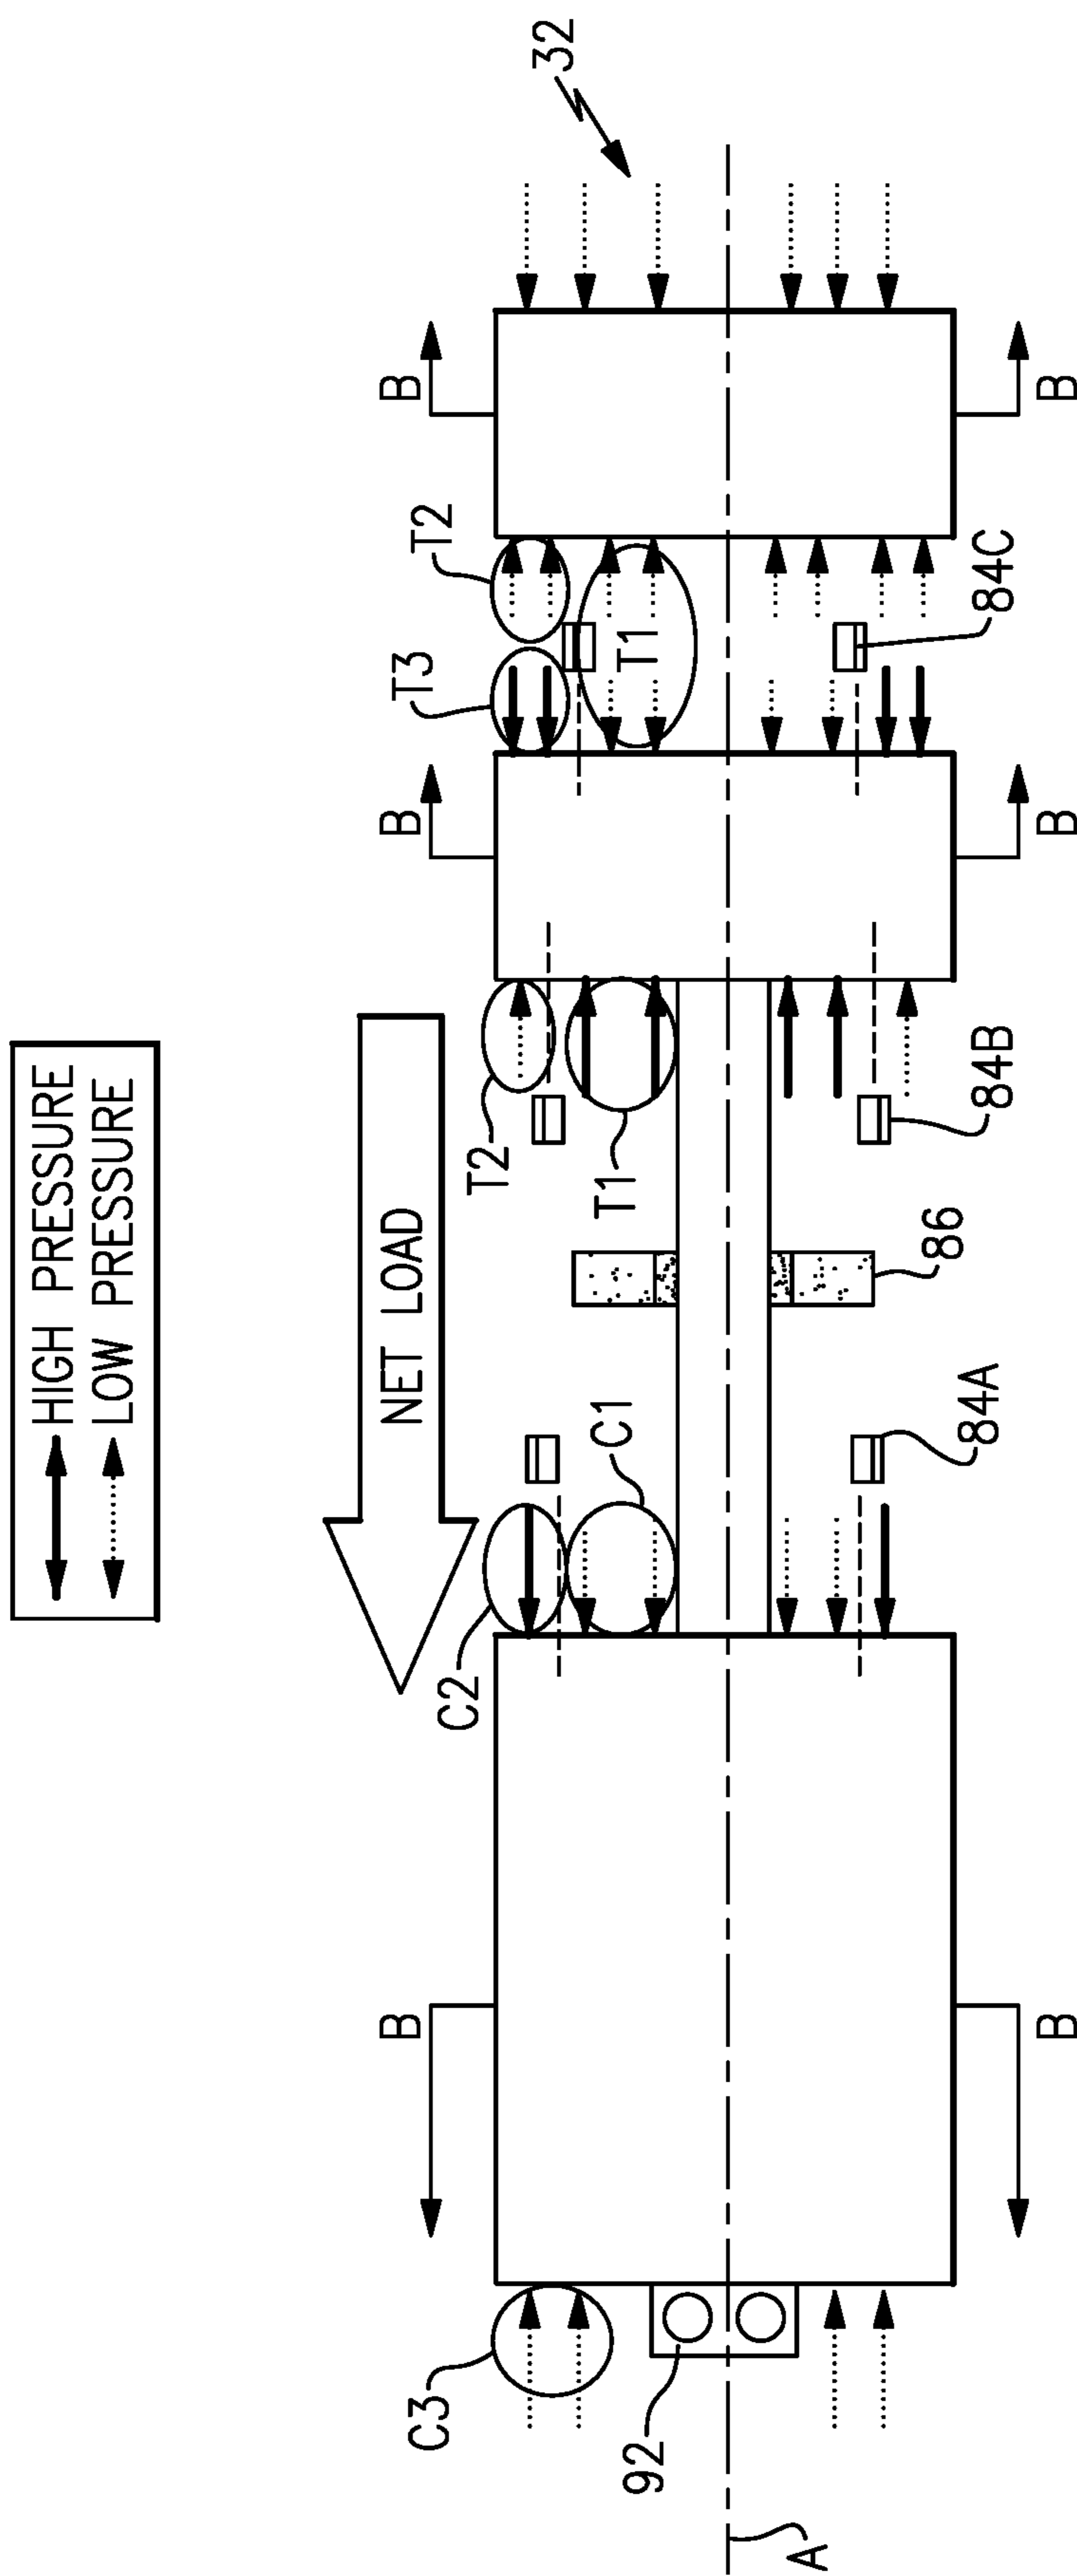 HIGH PRESSURE
LOW PRESSURE
NET LOAD
32
B
B
B
T2
T3
T2
C2
C3
T1
T1
C1
92
A
84C
84B
86
84A
B
B
B